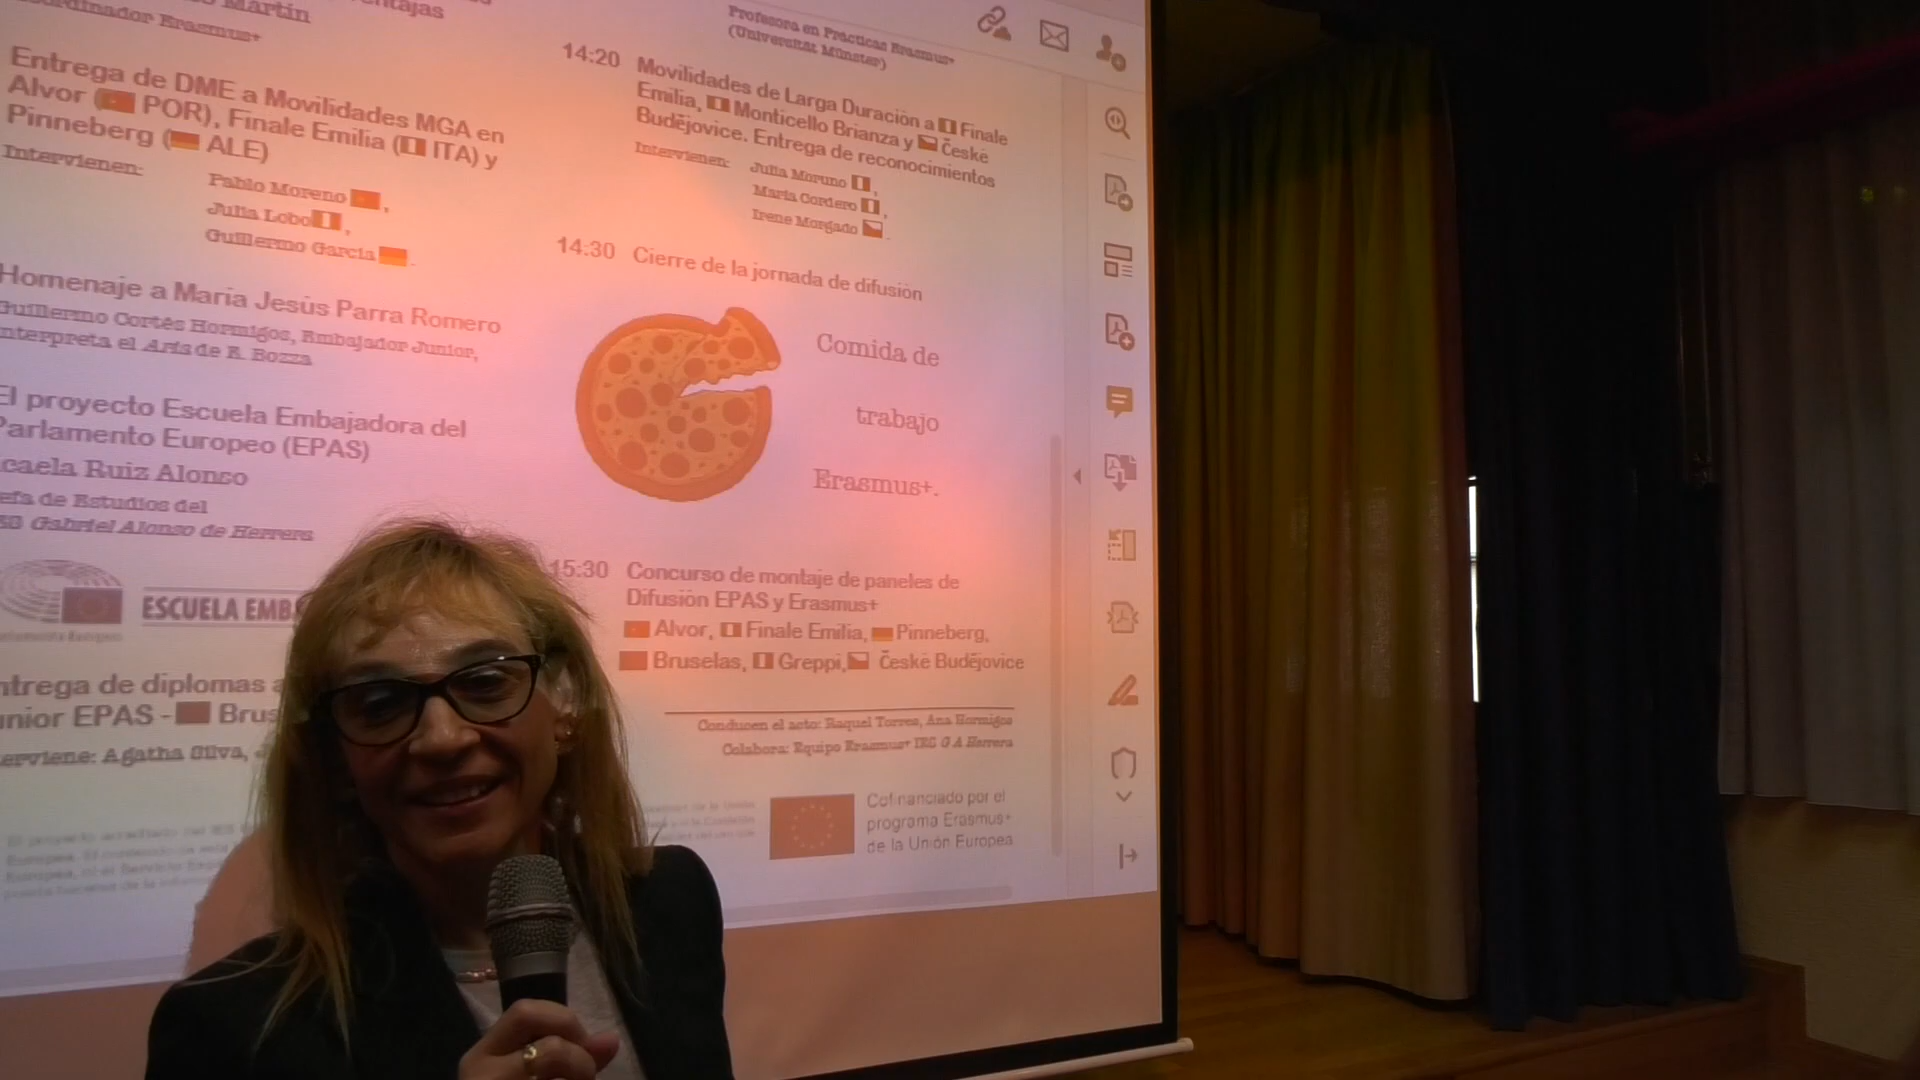 Martín
ventajas
Coordinador Erasmus+
Entrega de DME a Movilidades MGA en
Alvor ( POR), Finale Emilia ( ITA) y
Pinneberg ( ALE)
Intervienen:
Pablo Moreno ,
Julia Lobo ,
Guillermo García .
Homenaje a María Jesús Parra Romero
Guillermo Cortés Hormigos, Embajador Junior,
interpreta el Aria de E. Bozza
El proyecto Escuela Embajadora del
Parlamento Europeo (EPAS)
caela Ruiz Alonso
efa de Estudios del
Gabriel Alonso de Herrera
ESCUELA EMB
ntrega de diplomas a
unior EPAS - Brus
erviene: Agatha Silva,
Profesora en Prácticas Erasmus+
(Universität Münster)
14:20 Movilidades de Larga Duración a Finale
Emilia, Monticello Brianza y České
Budějovice. Entrega de reconocimientos
Intervienen: Julia Moruno ,
María Cordero ,
Irene Morgado .
14:30 Cierre de la jornada de difusión
Comida de
trabajo
Erasmus+.
15:30 Concurso de montaje de paneles de
Difusión EPAS y Erasmus+
Alvor, Finale Emilia, Pinneberg,
Bruselas, Greppi, České Budějovice
Conducen el acto: Raquel Torres, Ana Hormigos
Colabora: Equipo Erasmus+ IES G A Herrera
Cofinanciado por el
programa Erasmus+
de la Unión Europea